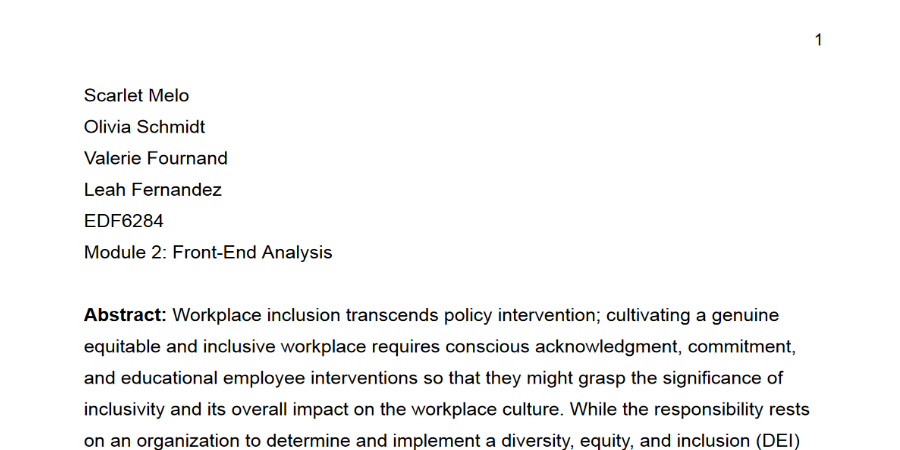 1
Scarlet Melo
Olivia Schmidt
Valerie Fournand
Leah Fernandez
EDF6284
Module 2: Front-End Analysis
Abstract: Workplace inclusion transcends policy intervention; cultivating a genuine
equitable and inclusive workplace requires conscious acknowledgment, commitment,
and educational employee interventions so that they might grasp the significance of
inclusivity and its overall impact on the workplace culture. While the responsibility rests
on an organization to determine and implement a diversity, equity, and inclusion (DEI)